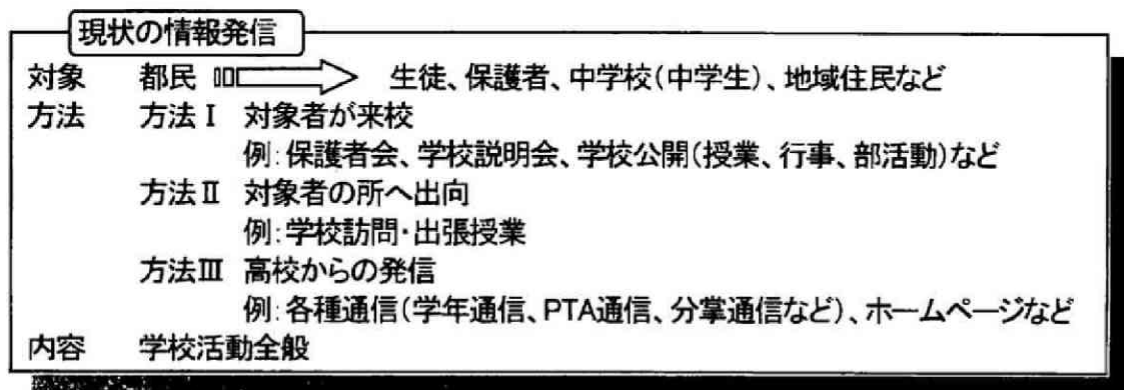 現状の情報発信
対象 都民 生徒、保護者、中学校(中学生)、地域住民など
方法 方法Ⅰ 対象者が来校
例:保護者会、学校説明会、学校公開(授業、行事、部活動)など
方法Ⅱ 対象者の所へ出向
例:学校訪問・出張授業
方法Ⅲ 高校からの発信
例:各種通信(学年通信、PTA通信、分掌通信など)、ホームページなど
内容 学校活動全般